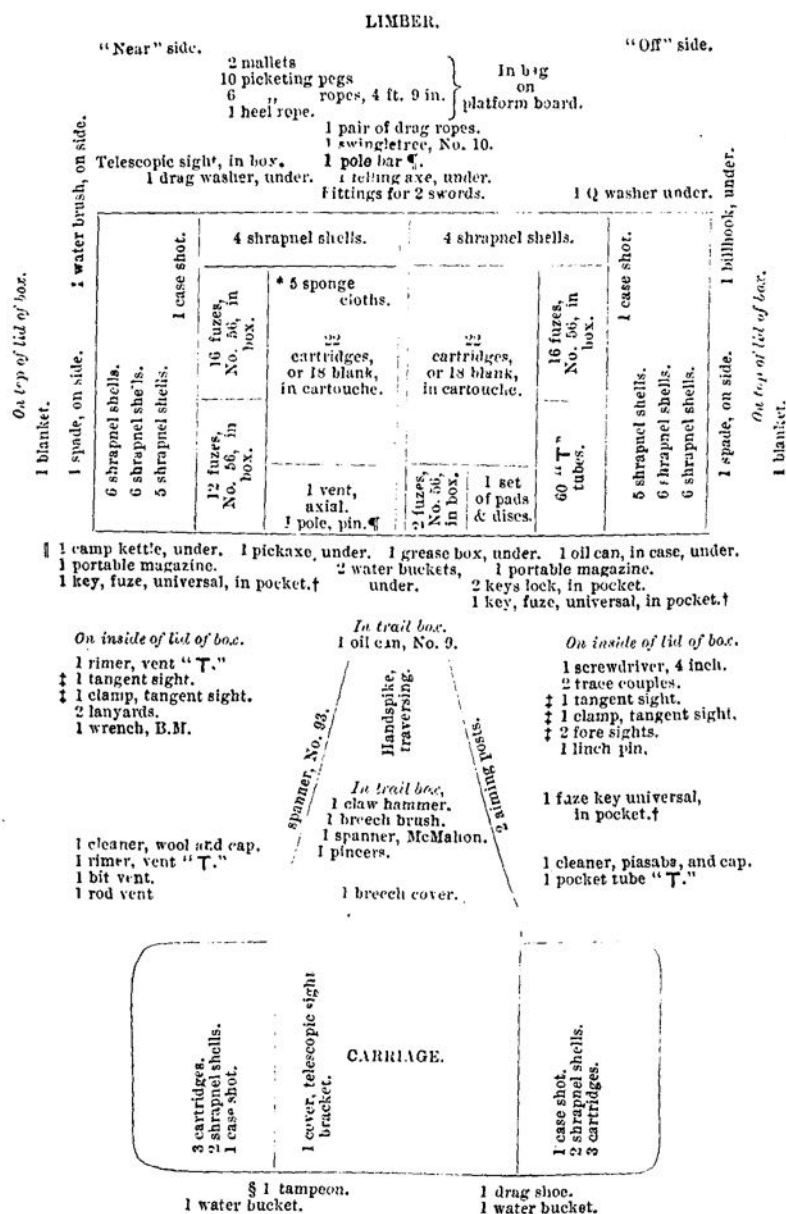 LIMBER.
"Near" side.
"Off" side.
2 mallets
10 picketing pegs
6 „ ropes, 4 ft. 9 in.
1 heel rope.
In bag
on
platform board.
1 pair of drag ropes.
1 swingletree, No. 10.
Telescopic sight, in box.
1 pole bar ¶.
1 drag washer, under.
1 felling axe, under.
Fittings for 2 swords.
1 Q washer under.
On top of lid of box.
1 blanket.
1 water brush, on side.
1 spade, on side.
6 shrapnel shells.
6 shrapnel shells.
5 shrapnel shells.
1 case shot.
4 shrapnel shells.
4 shrapnel shells.
16 fuzes,
No. 56, in
box.
12 fuzes,
No. 56, in
box.
* 5 sponge
cloths.
22
cartridges,
or 18 blank,
in cartouche.
1 vent,
axial.
1 pole, pin.¶
22
cartridges,
or 18 blank,
in cartouche.
2 fuzes,
No. 56,
in box.
1 set
of pads
& discs.
16 fuzes,
No. 56, in
box.
60 "T"
tubes.
1 case shot.
5 shrapnel shells.
6 shrapnel shells.
6 shrapnel shells.
1 billhook, under.
1 spade, on side.
On top of lid of box.
1 blanket.
¶ 1 camp kettle, under. 1 pickaxe, under. 1 grease box, under. 1 oil can, in case, under.
1 portable magazine.
2 water buckets,
under.
1 portable magazine.
1 key, fuze, universal, in pocket.†
2 keys lock, in pocket.
1 key, fuze, universal, in pocket.†
On inside of lid of box.
1 rimer, vent "T."
‡ 1 tangent sight.
‡ 1 clamp, tangent sight.
2 lanyards.
1 wrench, B.M.
In trail box.
1 oil can, No. 9.
Handspike,
traversing.
spanner, No. 93.
2 aiming posts.
On inside of lid of box.
1 screwdriver, 4 inch.
2 trace couples.
‡ 1 tangent sight.
‡ 1 clamp, tangent sight.
‡ 2 fore sights.
1 linch pin.
In trail box,
1 claw hammer.
1 breech brush.
1 spanner, McMahon.
1 pincers.
1 fuze key universal,
in pocket.†
1 cleaner, wool and cap.
1 rimer, vent "T."
1 bit vent.
1 rod vent
1 breech cover.
1 cleaner, piasaba, and cap.
1 pocket tube "T."
3 cartridges.
2 shrapnel shells.
1 case shot.
1 cover, telescopic sight
bracket.
CARRIAGE.
1 case shot.
2 shrapnel shells.
3 cartridges.
§ 1 tampeon.
1 water bucket.
1 drag shoe.
1 water bucket.